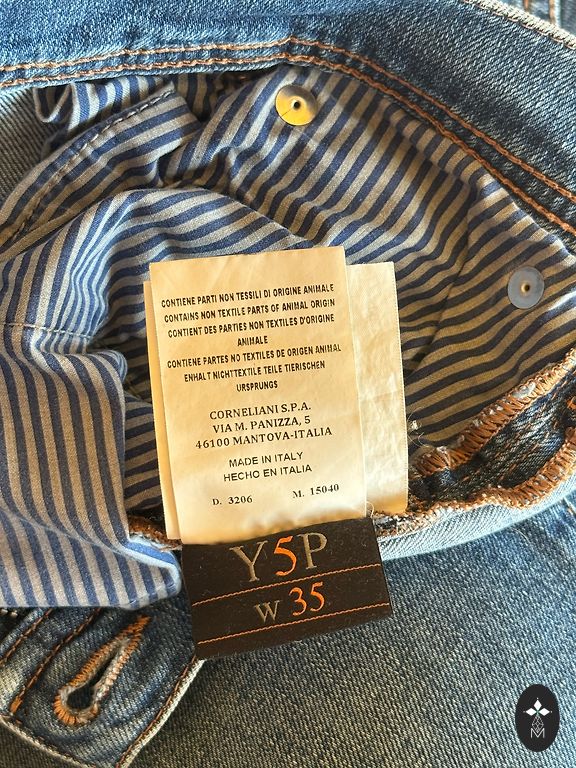 CONTIENE PARTI NON TESSILI DI ORIGINE ANIMALE
CONTAINS NON TEXTILE PARTS OF ANIMAL ORIGIN
CONTIENT DES PARTIES NON TEXTILES D'ORIGINE
ANIMALE
CONTIENE PARTES NO TEXTILES DE ORIGEN ANIMAL
ENHALT NICHTTEXTILE TEILE TIERISCHEN
URSPRUNGS
CORNELIANI S.P.A.
VIA M. PANIZZA, 5
46100 MANTOVA-ITALIA
MADE IN ITALY
HECHO EN ITALIA
D. 3206 M. 15040
Y5P
W 35
M